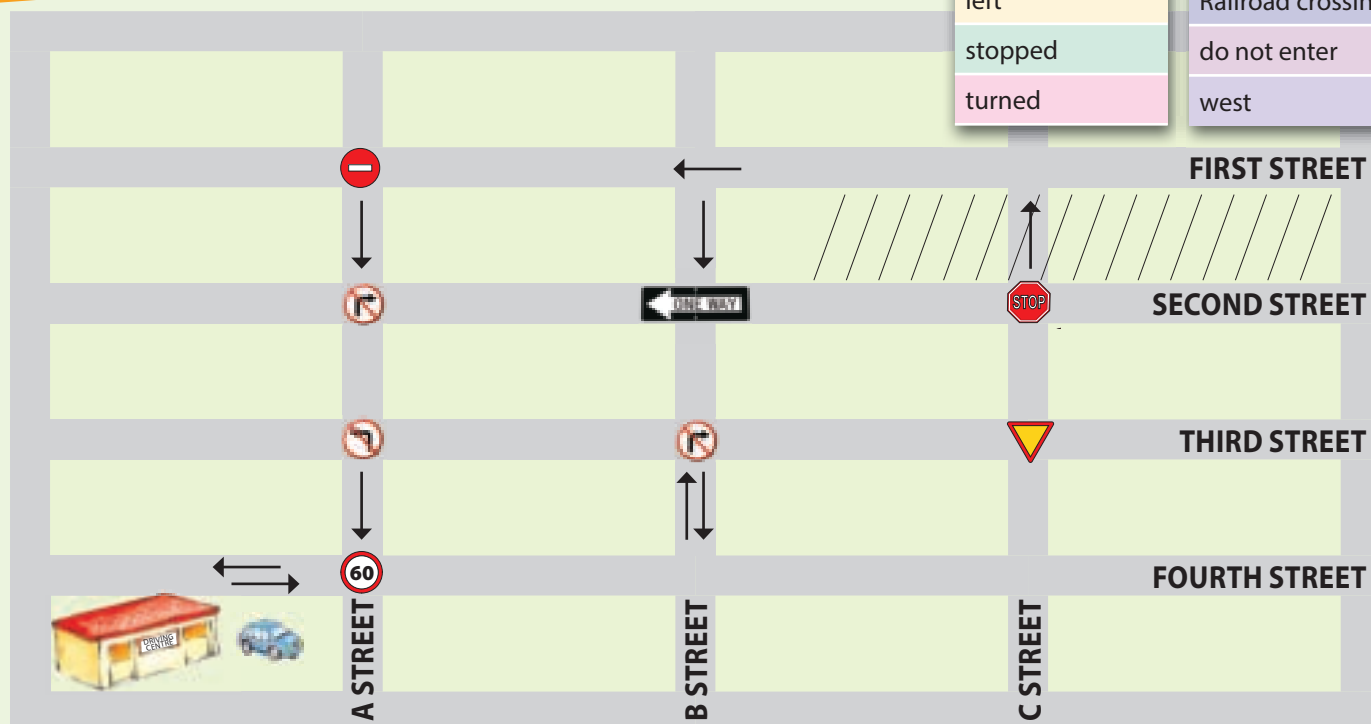 left
Railroad crossin
stopped
do not enter
turned
west
FIRST STREET
ONE WAY
STOP
SECOND STREET
THIRD STREET
60
FOURTH STREET
DRIVING
CENTRE
A STREET
B STREET
C STREET